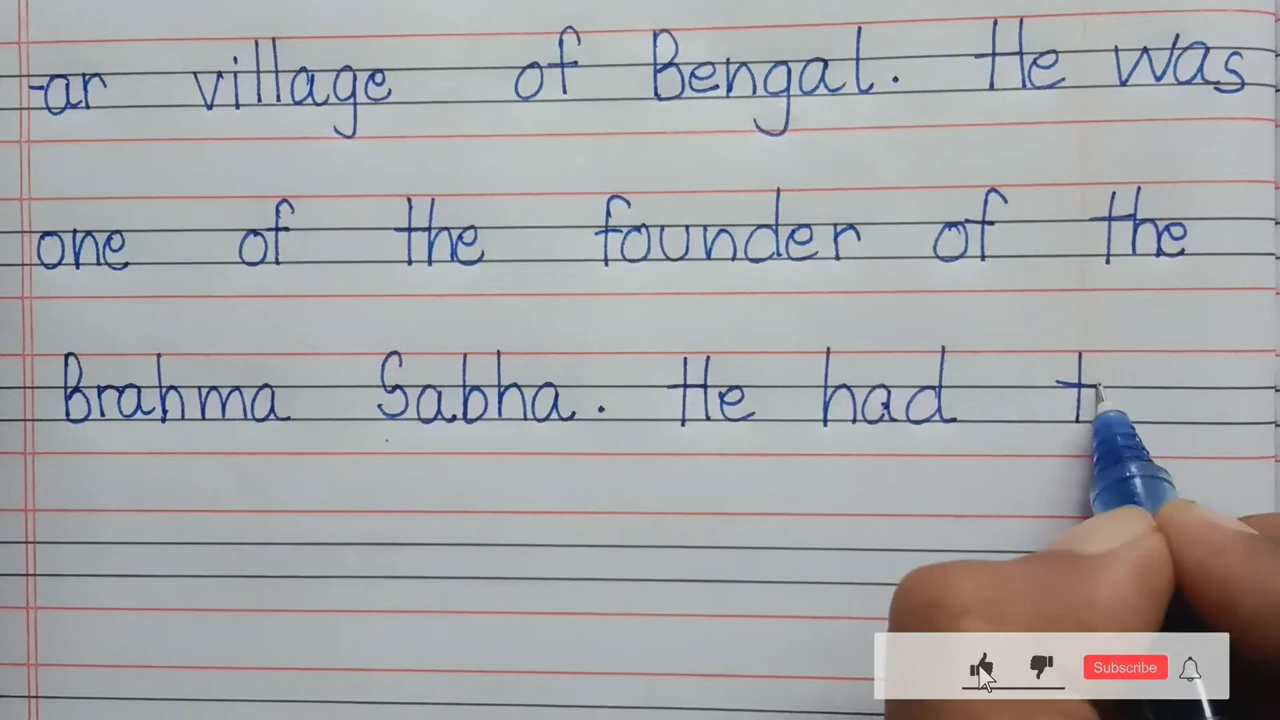 -ar village of Bengal. He was
one of the founder of the
Brahma Sabha. He had t
Subscribe